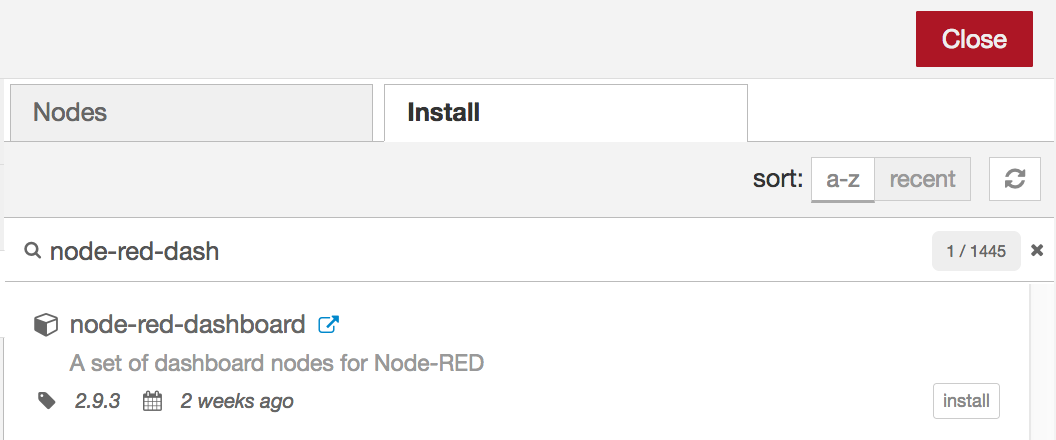 Close
Nodes Install
sort: a-z recent
node-red-dash 1 / 1445
node-red-dashboard
A set of dashboard nodes for Node-RED
2.9.3 2 weeks ago install